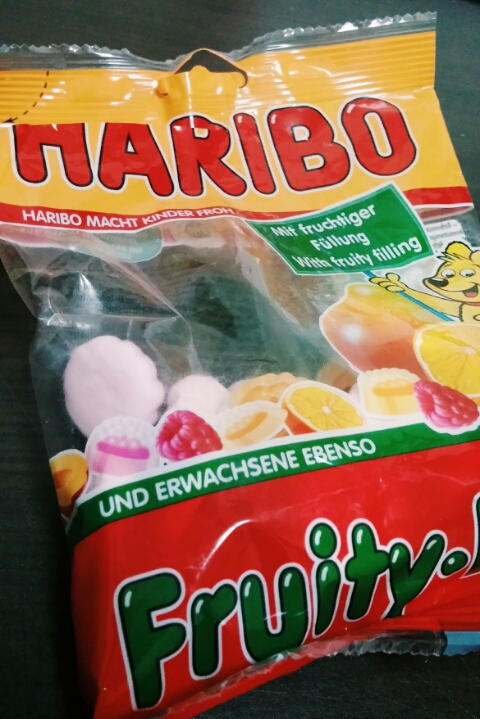 HARIBO
HARIBO MACHT KINDER FROH
Mit fruchtiger
Füllung
With fruity filling
UND ERWACHSENE EBENSO
Fruity-